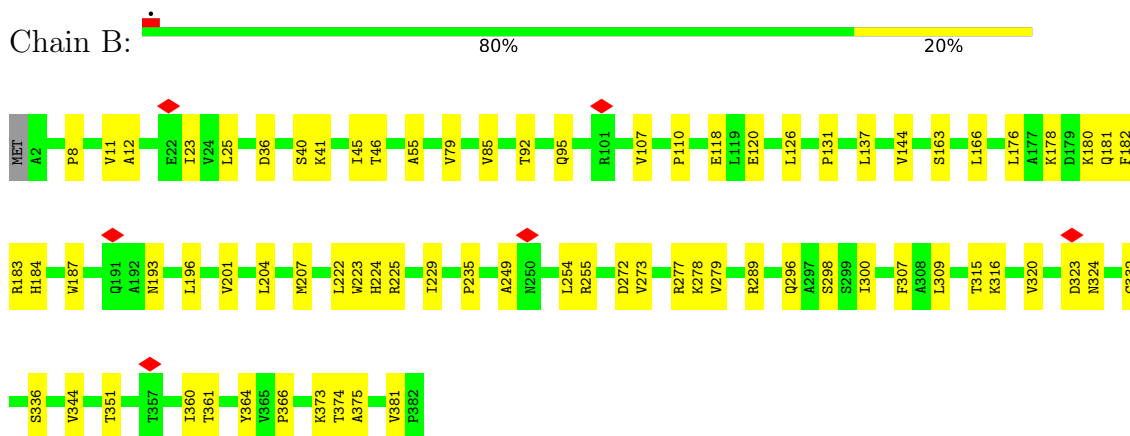 Chain B:
80%
20%
MET A2 P8 V11 A12 E22 I23 V24 L25 D36 S40 K41 I45 T46 A55 V79 V85 T92 Q95 R101 V107 P110 E118 L119 E120 L126 P131 L137 V144 S163 L166 L176 A177 K178 D179 K180 Q181 F182
R183 H184 W187 Q191 A192 N193 L196 V201 L204 M207 L222 W223 H224 R225 I229 P235 A249 N250 L254 R255 D272 V273 R277 K278 V279 R289 Q296 A297 S298 S299 I300 F307 A308 L309 T315 K316 V320 D323 N324
S336 V344 T351 T357 I360 T361 Y364 V365 P366 K373 T374 A375 V381 P382